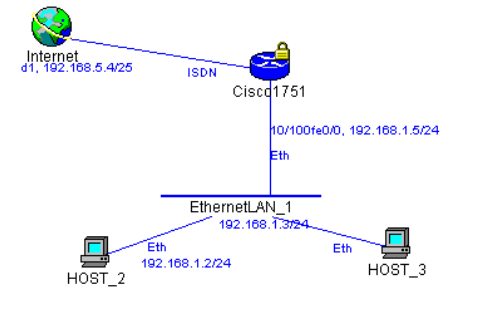 Internet
d1, 192.168.5.4/25
ISDN
Cisco1751
10/100fe0/0, 192.168.1.5/24
Eth
EthernetLAN_1
192.168.1.3/24
Eth
192.168.1.2/24
HOST_2
Eth
HOST_3